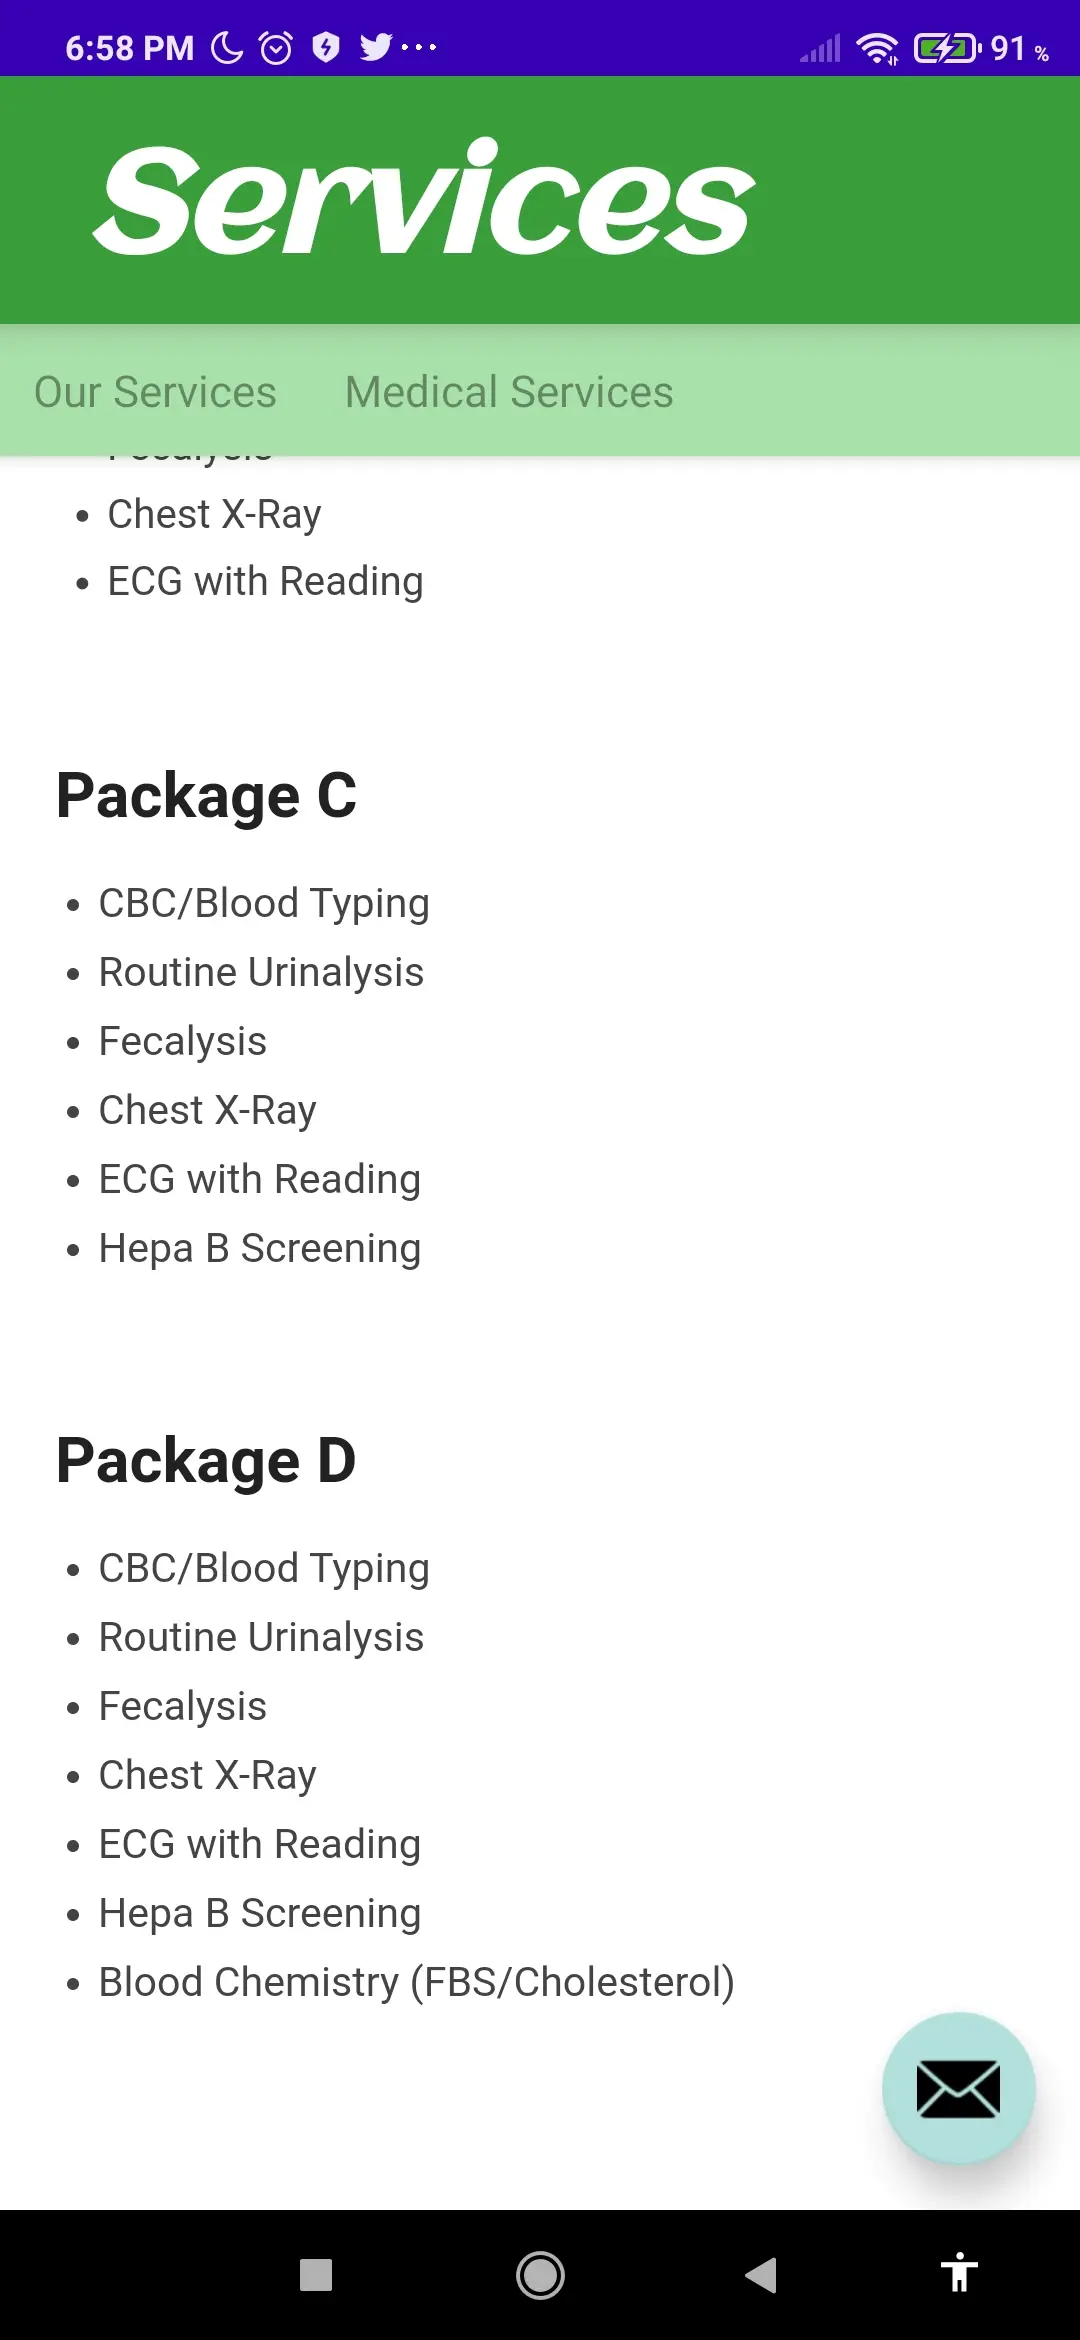 6:58 PM
91 %
Services
Our Services Medical Services
Fecalysis
• Chest X-Ray
• ECG with Reading
Package C
• CBC/Blood Typing
• Routine Urinalysis
• Fecalysis
• Chest X-Ray
• ECG with Reading
• Hepa B Screening
Package D
• CBC/Blood Typing
• Routine Urinalysis
• Fecalysis
• Chest X-Ray
• ECG with Reading
• Hepa B Screening
• Blood Chemistry (FBS/Cholesterol)